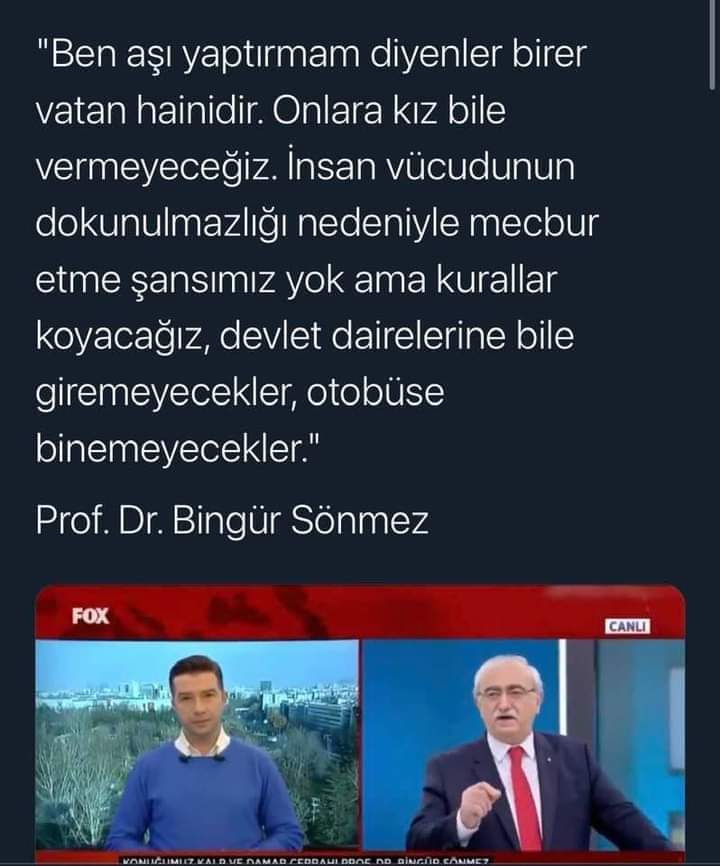 "Ben aşı yaptırmam diyenler birer
vatan hainidir. Onlara kız bile
vermeyeceğiz. İnsan vücudunun
dokunulmazlığı nedeniyle mecbur
etme şansımız yok ama kurallar
koyacağız, devlet dairelerine bile
giremeyecekler, otobüse
binemeyecekler."
Prof. Dr. Bingür Sönmez
FOX
CANLI
KONUĞUMUZ KALP VE DAMAR CERRAHI PROF. DR. BİNGÜR SÖNMEZ